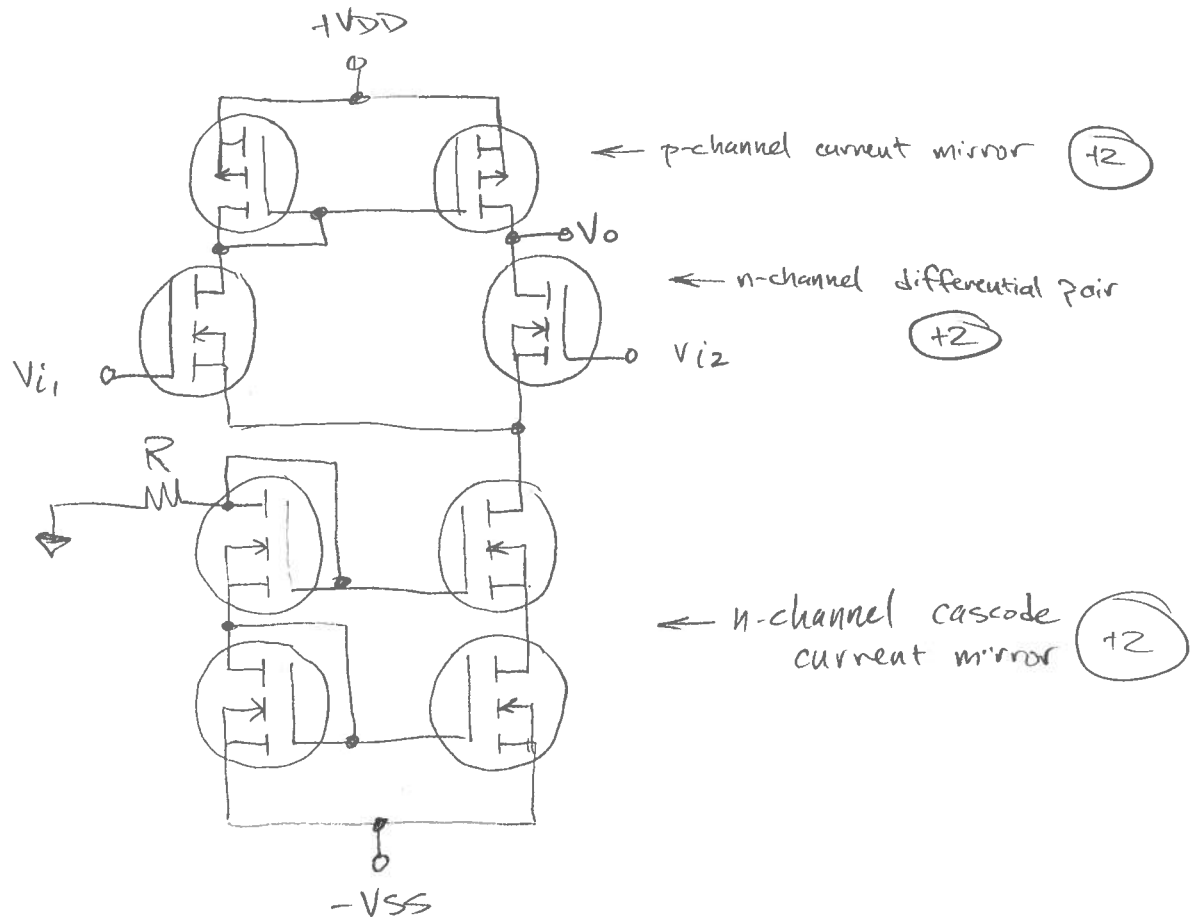 +VDD
← p-channel current mirror +2
Vo
← n-channel differential pair
+2
Vi1
Vi2
R
← n-channel cascode
current mirror +2
-VSS